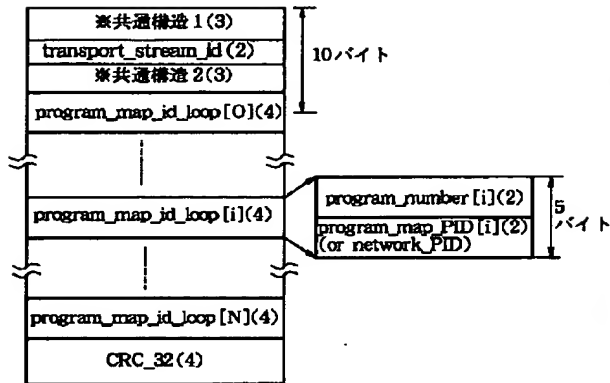 ※共通構造1(3)
transport_stream_id(2)
※共通構造2(3)
10バイト
program_map_id_loop[0](4)
program_map_id_loop[i](4)
program_number[i](2)
program_map_PID[i](2)
(or network_PID)
5
バイト
program_map_id_loop[N](4)
CRC_32(4)